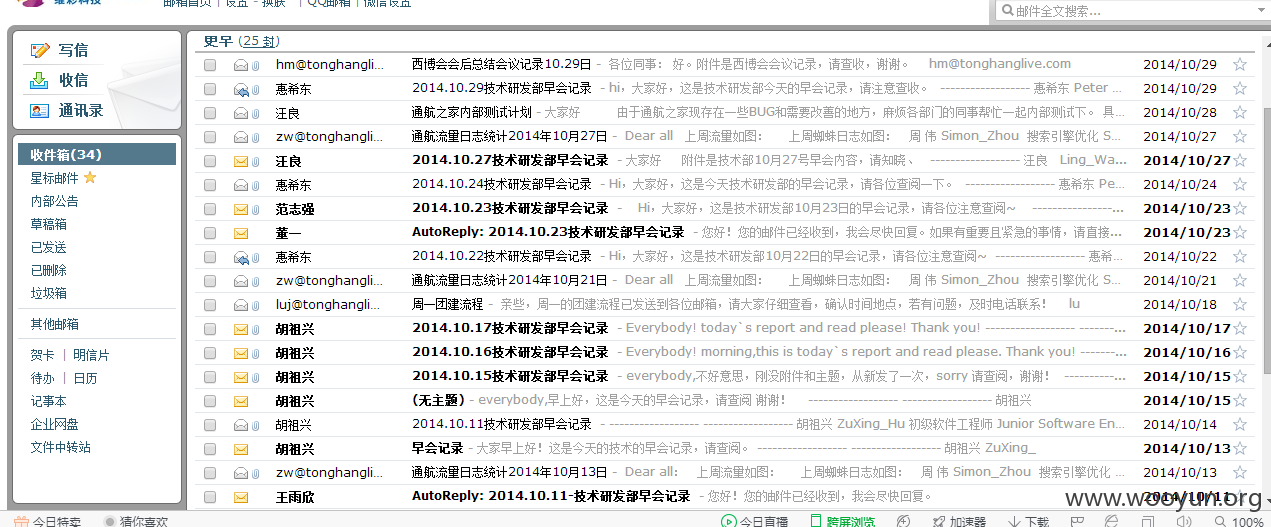 维彩科技 邮箱首页 | 设置 - 换肤 | QQ邮箱 | 微信设置
邮件全文搜索...
写信
收信
通讯录
收件箱(34)
星标邮件
内部公告
草稿箱
已发送
已删除
垃圾箱
其他邮箱
贺卡 | 明信片
待办 | 日历
记事本
企业网盘
文件中转站
更早 (25 封)
hm@tonghangli... 西博会会后总结会议记录10.29日 - 各位同事： 好。附件是西博会会议记录，请查收，谢谢。 hm@tonghanglive.com 2014/10/29
惠希东 2014.10.29技术研发部早会记录 - hi，大家好，这是技术研发部今天的早会记录，请注意查收。 ------------------ 惠希东 Peter ... 2014/10/29
汪良 通航之家内部测试计划 - 大家好 由于通航之家现存在一些BUG和需要改善的地方，麻烦各部门的同事帮忙一起内部测试下。 具... 2014/10/28
zw@tonghangli... 通航流量日志统计2014年10月27日 - Dear all 上周流量如图： 上周蜘蛛日志如图： 周 伟 Simon_Zhou 搜索引擎优化 S... 2014/10/27
汪良 2014.10.27技术研发部早会记录 - 大家好 附件是技术部10月27号早会内容，请知晓、 ------------------ 汪良 Ling_Wa... 2014/10/27
惠希东 2014.10.24技术研发部早会记录 - Hi，大家好，这是今天技术研发部的早会记录，请各位查阅一下。 ------------------ 惠希东 Pe... 2014/10/24
范志强 2014.10.23技术研发部早会记录 - Hi，大家好，这是技术研发部10月23日的早会记录，请各位注意查阅~ ----------------... 2014/10/23
董一 AutoReply: 2014.10.23技术研发部早会记录 - 您好！您的邮件已经收到，我会尽快回复。如果有重要且紧急的事情，请直接... 2014/10/23
惠希东 2014.10.22技术研发部早会记录 - Hi，大家好，这是技术研发部10月22日的早会记录，请各位注意查阅~ ------------------ 惠希... 2014/10/22
zw@tonghangli... 通航流量日志统计2014年10月21日 - Dear all 上周流量如图： 上周蜘蛛日志如图： 周 伟 Simon_Zhou 搜索引擎优化 S... 2014/10/21
luj@tonghangli... 周一团建流程 - 亲些，周一的团建流程已发送到各位邮箱，请大家仔细查看，确认时间地点，若有问题，及时电话联系！ lu 2014/10/18
胡祖兴 2014.10.17技术研发部早会记录 - Everybody! today`s report and read please! Thank you! ------------------ -------... 2014/10/17
胡祖兴 2014.10.16技术研发部早会记录 - Everybody! morning,this is today`s report and read please. Thank you! -------... 2014/10/16
胡祖兴 2014.10.15技术研发部早会记录 - everybody,不好意思，刚没附件和主题，从新发了一次，sorry 请查阅，谢谢！ ----------... 2014/10/15
胡祖兴 (无主题) - everybody,早上好，这是今天的早会记录，请查阅 谢谢！ ------------------ ------------------ 胡祖兴 2014/10/15
胡祖兴 2014.10.11技术研发部早会记录 - ------------------ ------------------ 胡祖兴 ZuXing_Hu 初级软件工程师 Junior Software En... 2014/10/14
胡祖兴 早会记录 - 大家早上好！这是今天的技术的早会记录，请查阅。 ------------------ ------------------ 胡祖兴 ZuXing_ 2014/10/13
zw@tonghangli... 通航流量日志统计2014年10月13日 - Dear all 上周流量如图： 上周蜘蛛日志如图： 周 伟 Simon_Zhou 搜索引擎优化 S... 2014/10/13
王雨欣 AutoReply: 2014.10.11-技术研发部早会记录 - 您好！您的邮件已经收到，我会尽快回复。 2014/10/11
www.wooyun.org
今日特卖 猜你喜欢 今日直播 跨屏浏览 加速器 下载 100%